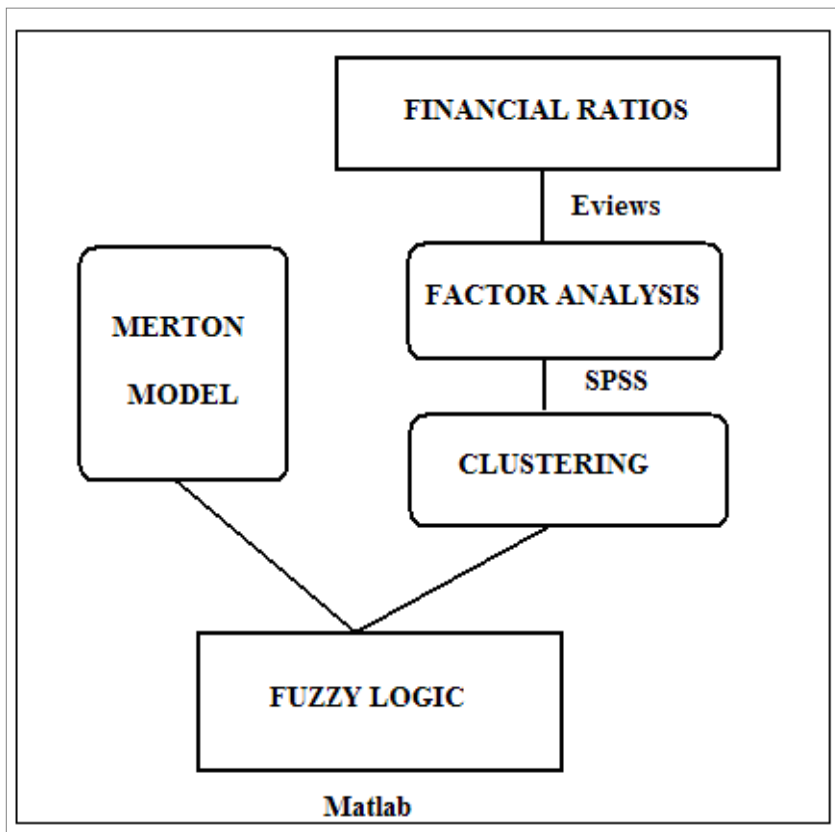 FINANCIAL RATIOS
Eviews
FACTOR ANALYSIS
SPSS
CLUSTERING
MERTON
MODEL
FUZZY LOGIC
Matlab